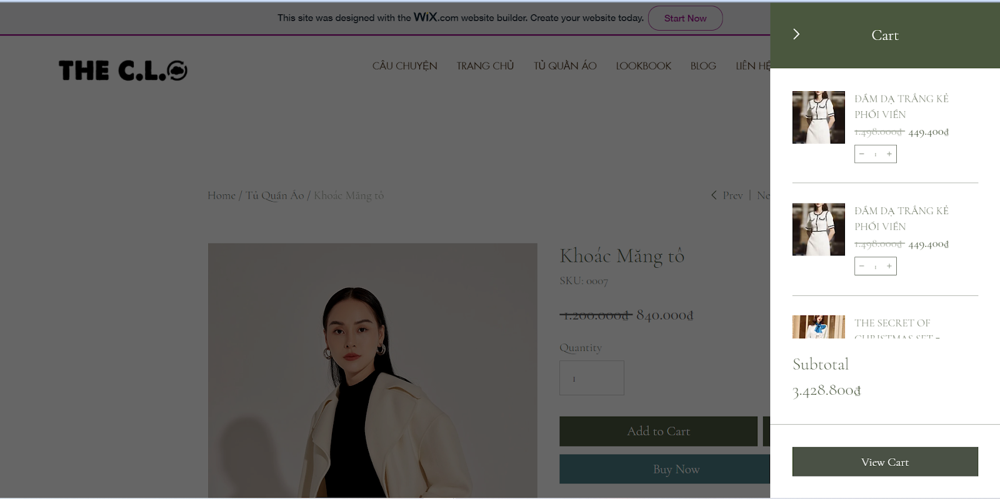 This site was designed with the WiX.com website builder. Create your website today. Start Now
THE C.L.
CÂU CHUYỆN TRANG CHỦ TỦ QUẦN ÁO LOOKBOOK BLOG LIÊN HỆ
Home / Tủ Quần Áo / Khoác Măng tô
Prev | Ne
Khoác Măng tô
SKU: 0007
1.200.000₫ 840.000₫
Quantity
1
Add to Cart
Buy Now
Cart
ĐẦM DẠ TRẮNG KẺ
PHỐI VIỀN
1.498.000₫ 449.400₫
− 1 +
ĐẦM DẠ TRẮNG KẺ
PHỐI VIỀN
1.498.000₫ 449.400₫
− 1 +
THE SECRET OF
CHRISTMAS SET -
Subtotal
3.428.800₫
View Cart